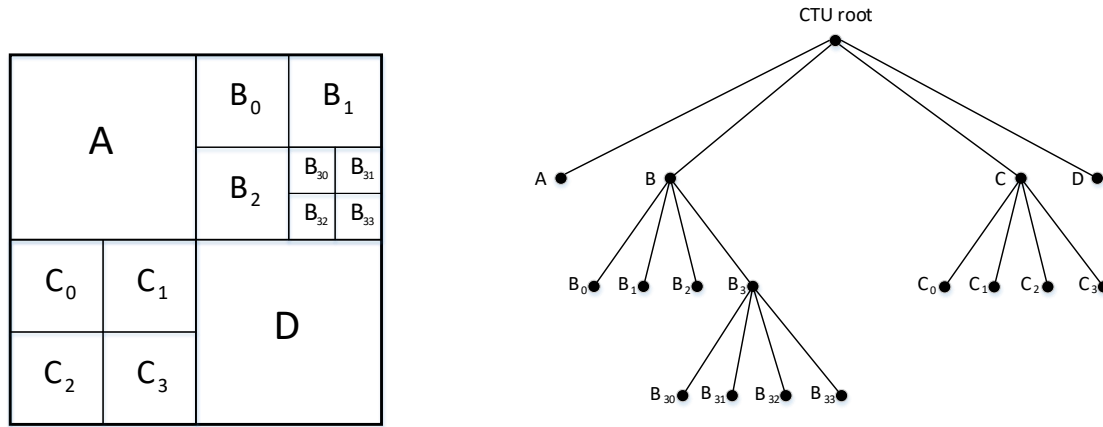 CTU root
A
B₀
B₁
B₂
B₃₀
B₃₁
B₃₂
B₃₃
C₀
C₁
C₂
C₃
D
A
B
C
D
B₀
B₁
B₂
B₃
C₀
C₁
C₂
C₃
B₃₀
B₃₁
B₃₂
B₃₃